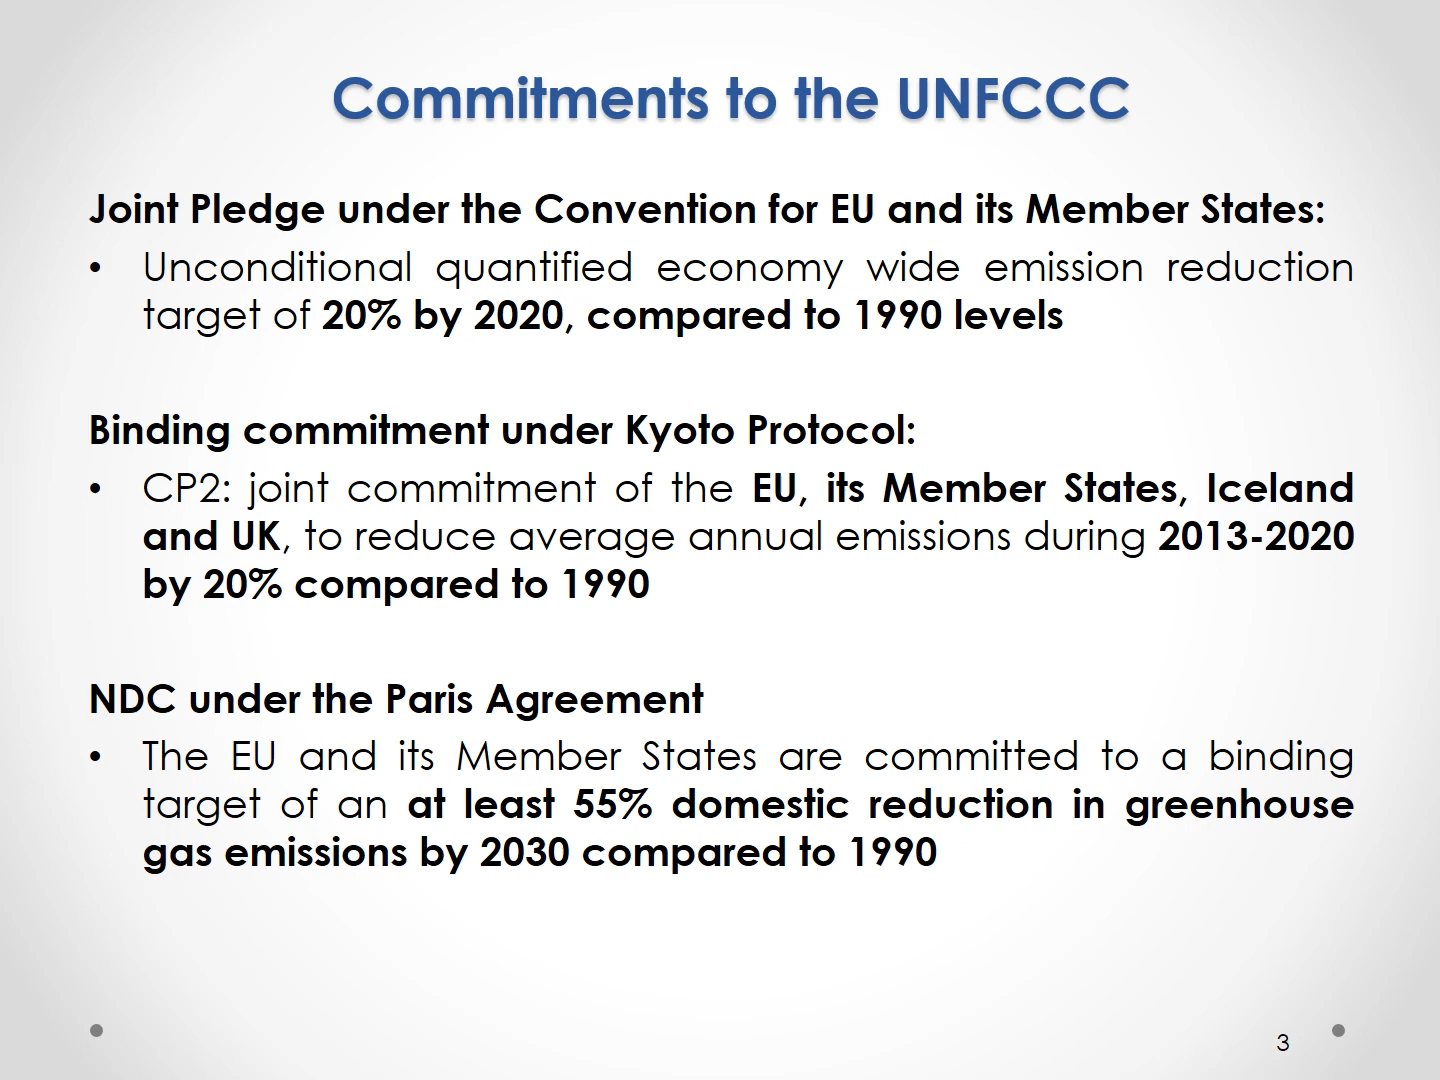 Commitments to the UNFCCC
Joint Pledge under the Convention for EU and its Member States:
• Unconditional quantified economy wide emission reduction
target of 20% by 2020, compared to 1990 levels
Binding commitment under Kyoto Protocol:
• CP2: joint commitment of the EU, its Member States, Iceland
and UK, to reduce average annual emissions during 2013-2020
by 20% compared to 1990
NDC under the Paris Agreement
• The EU and its Member States are committed to a binding
target of an at least 55% domestic reduction in greenhouse
gas emissions by 2030 compared to 1990
3